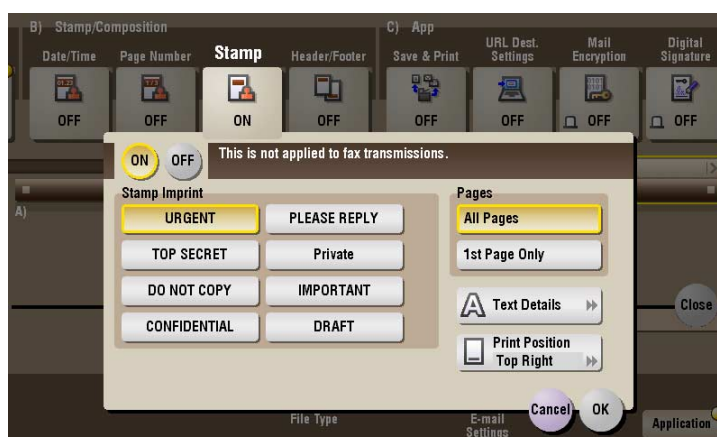 B) Stamp/Composition
C) App
Date/Time
Page Number
Stamp
Header/Footer
Save & Print
URL Dest.
Settings
Mail
Encryption
Digital
Signature
OFF
OFF
ON
OFF
OFF
OFF
OFF
OFF
ON
OFF
This is not applied to fax transmissions.
A)
Stamp Imprint
URGENT
PLEASE REPLY
TOP SECRET
Private
DO NOT COPY
IMPORTANT
CONFIDENTIAL
DRAFT
Pages
All Pages
1st Page Only
Text Details
Print Position
Top Right
Close
Cancel
OK
File Type
E-mail
Settings
Application